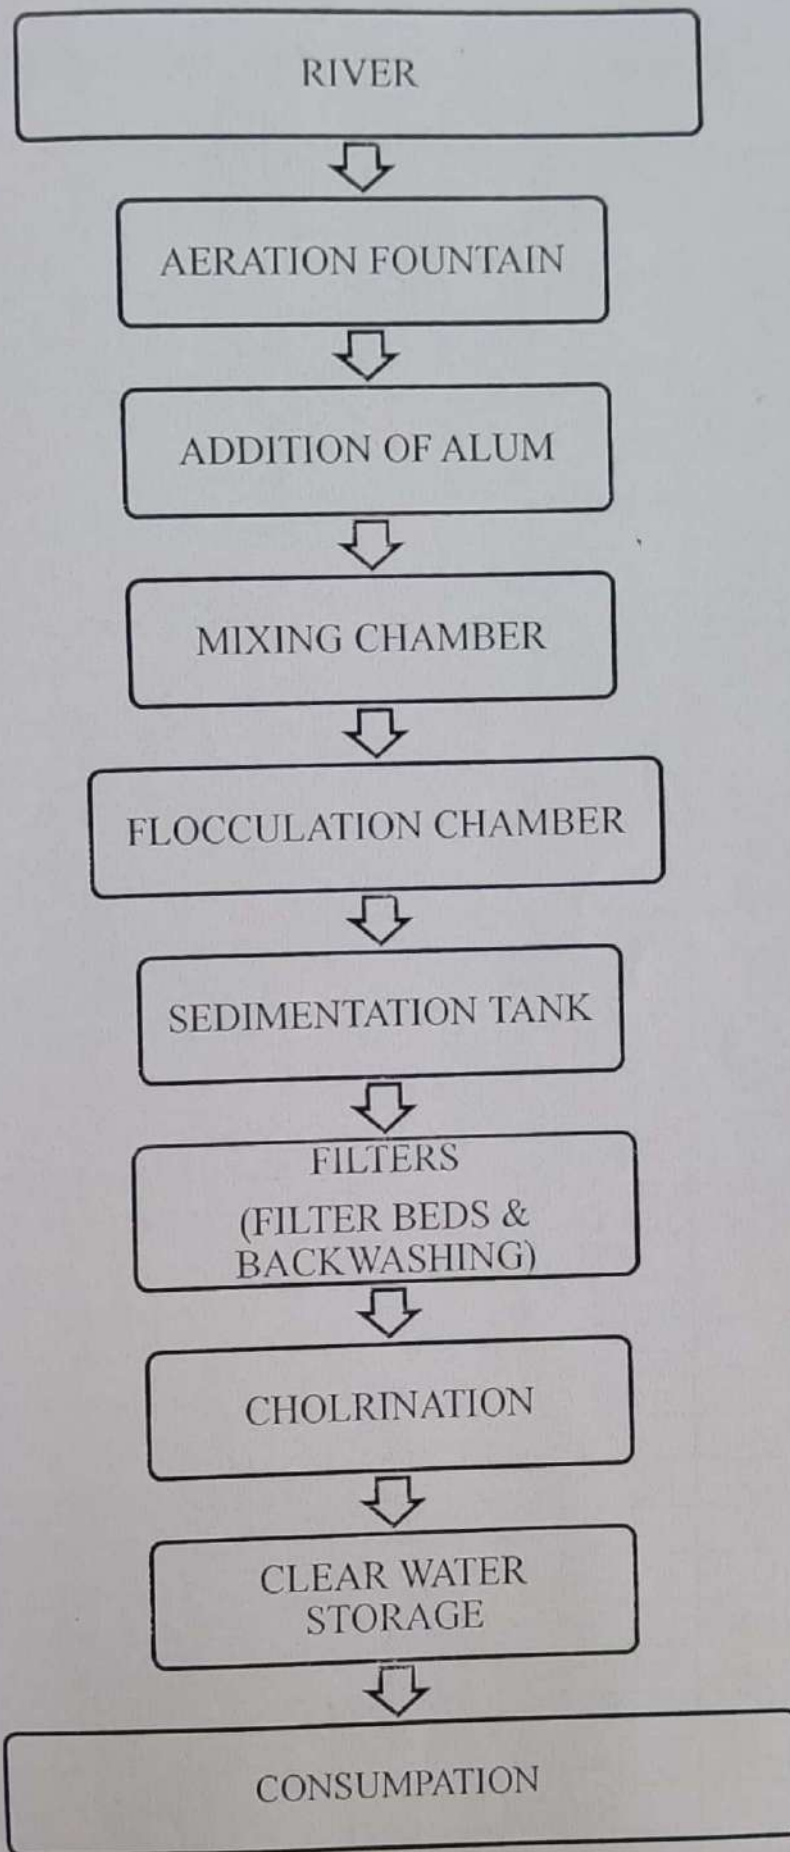 RIVER
AERATION FOUNTAIN
ADDITION OF ALUM
MIXING CHAMBER
FLOCCULATION CHAMBER
SEDIMENTATION TANK
FILTERS
(FILTER BEDS &
BACKWASHING)
CHOLRINATION
CLEAR WATER
STORAGE
CONSUMPATION